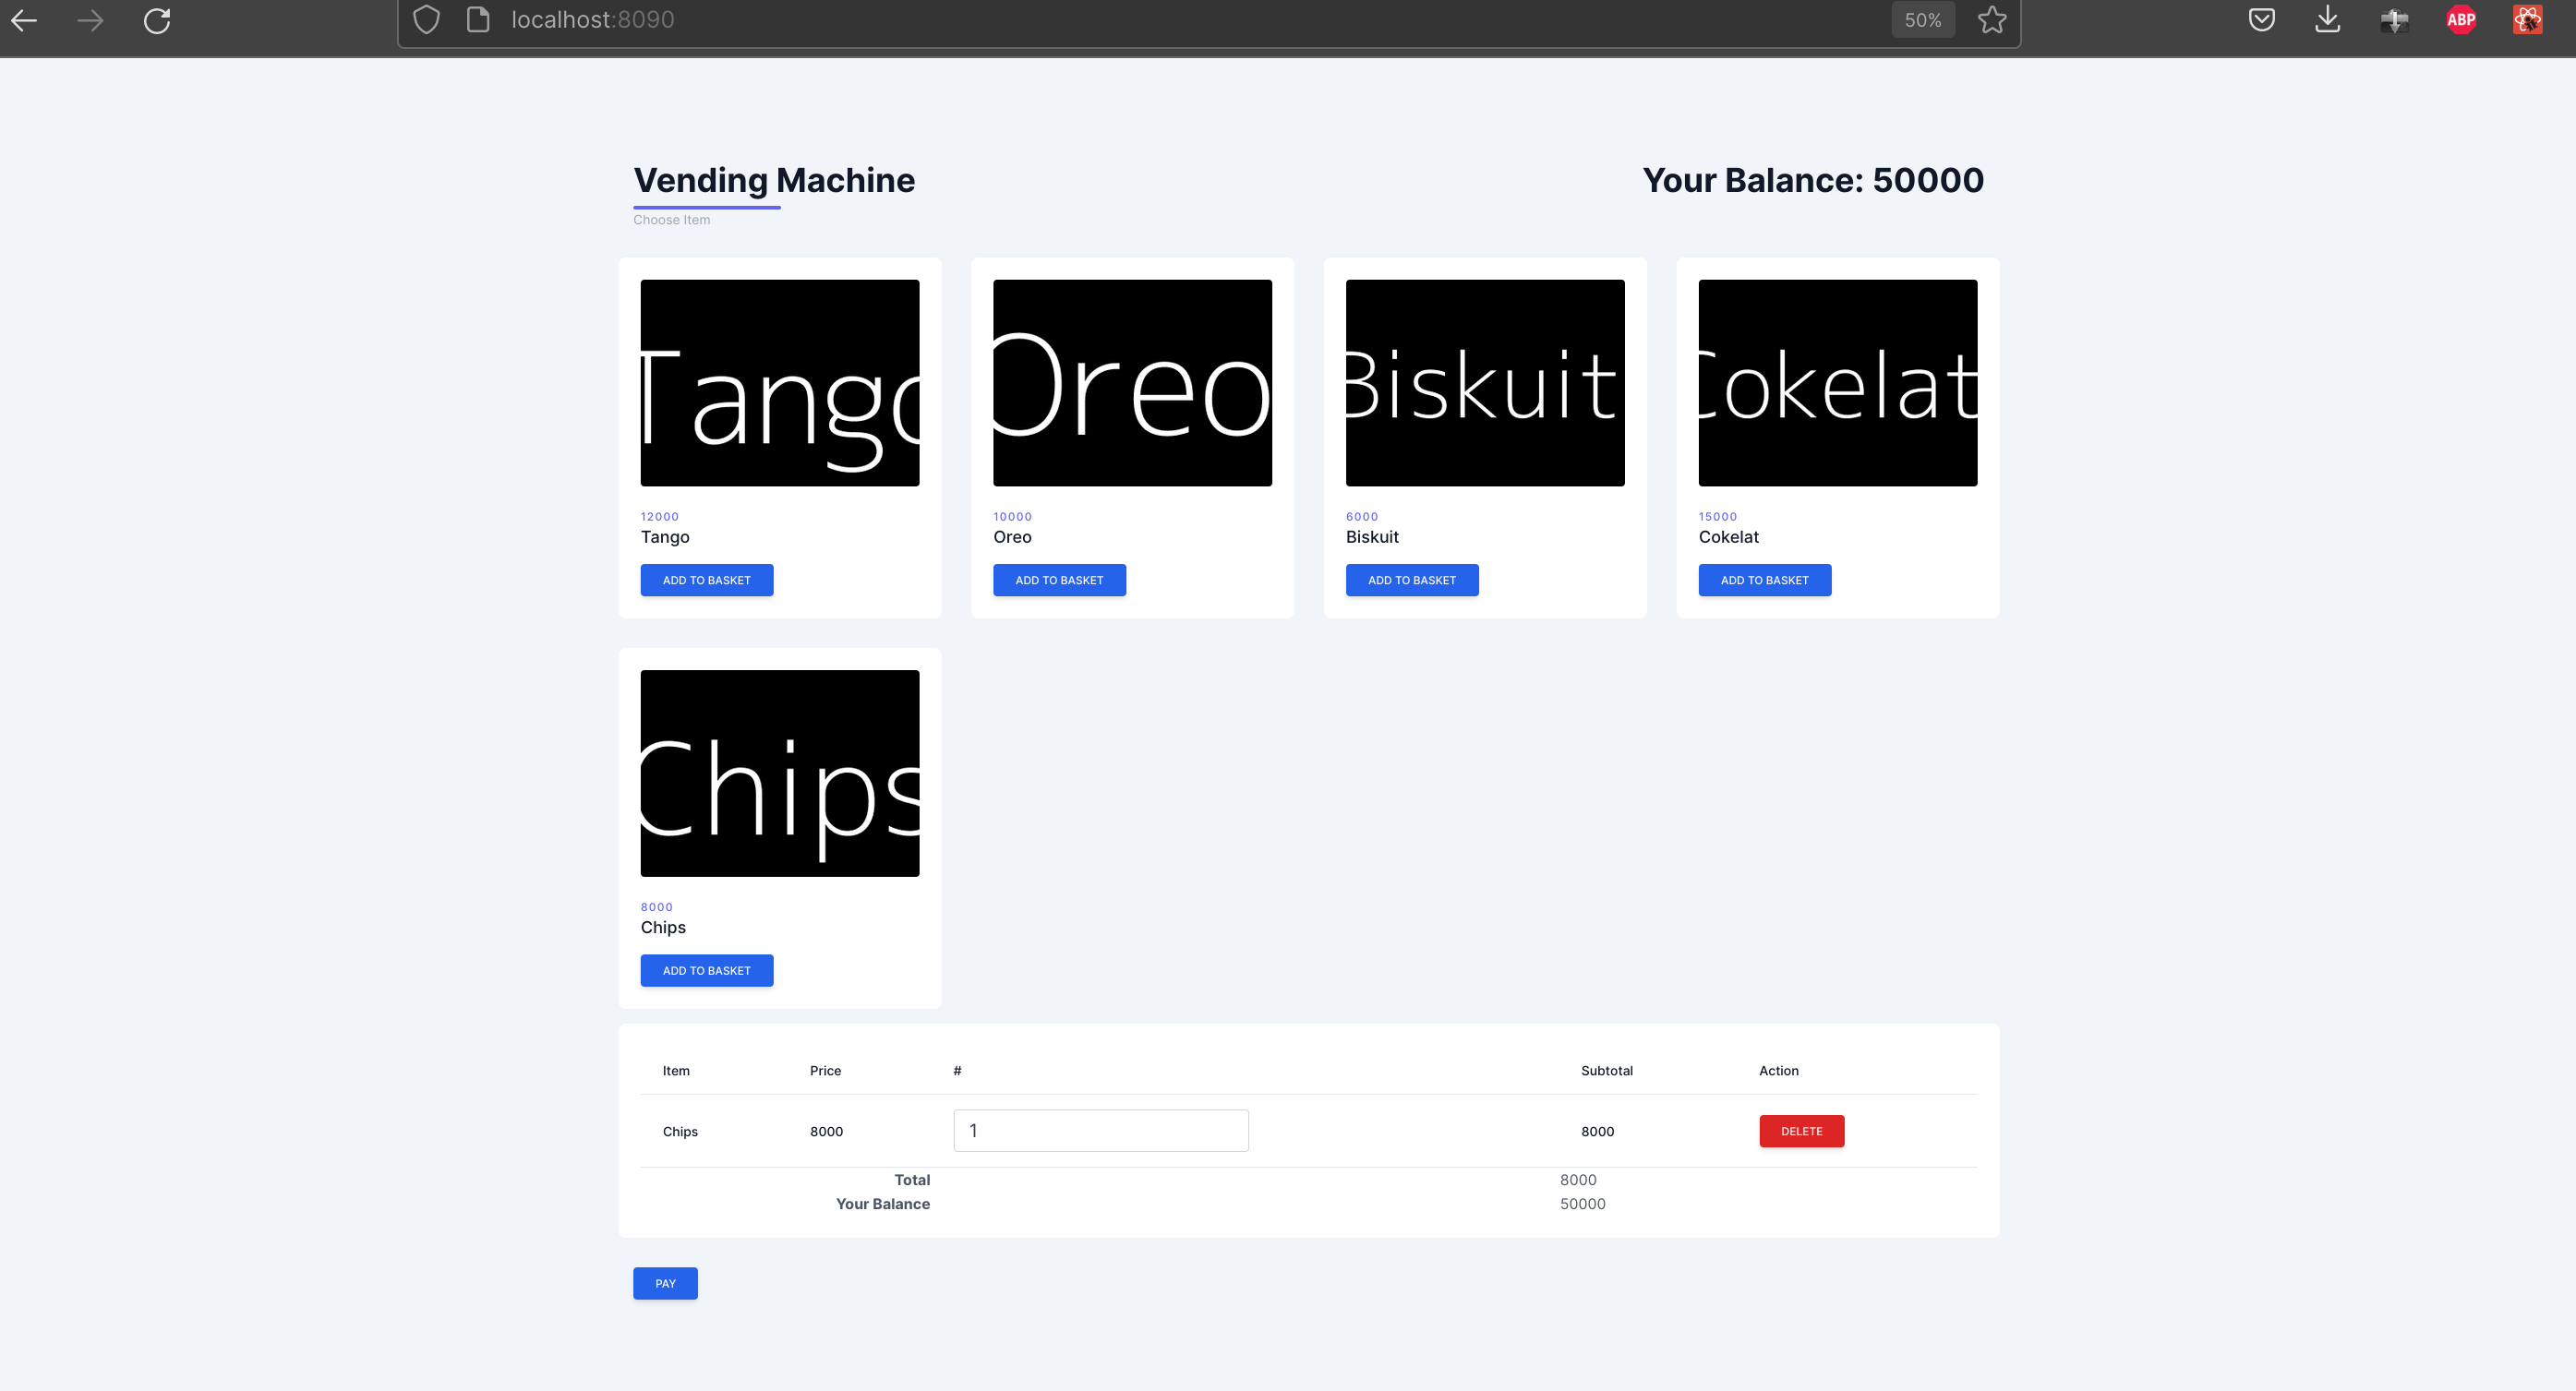 localhost:8090 50% ABP
Vending Machine Your Balance: 50000
Choose Item
Tango Oreo Biskuit Cokelat
12000 10000 6000 15000
Tango Oreo Biskuit Cokelat
ADD TO BASKET ADD TO BASKET ADD TO BASKET ADD TO BASKET
Chips
8000
Chips
ADD TO BASKET
Item Price # Subtotal Action
Chips 8000 1 8000 DELETE
Total 8000
Your Balance 50000
PAY